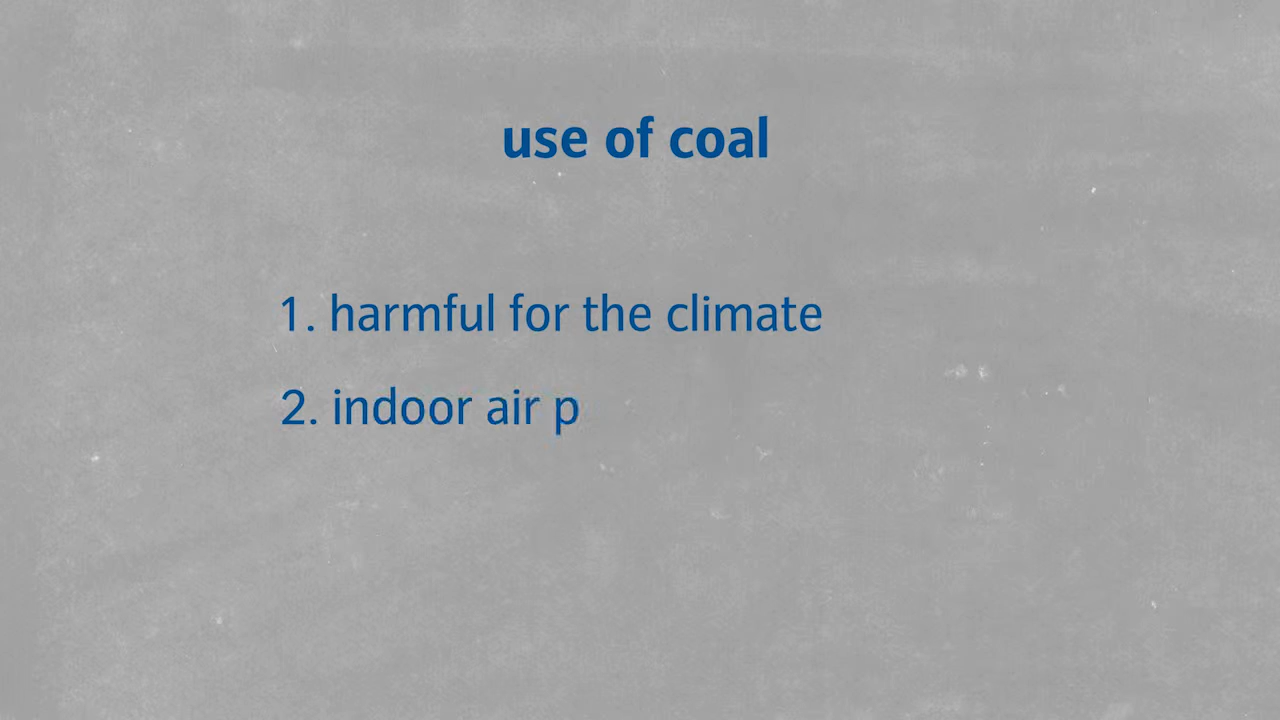 use of coal
1. harmful for the climate
2. indoor air p